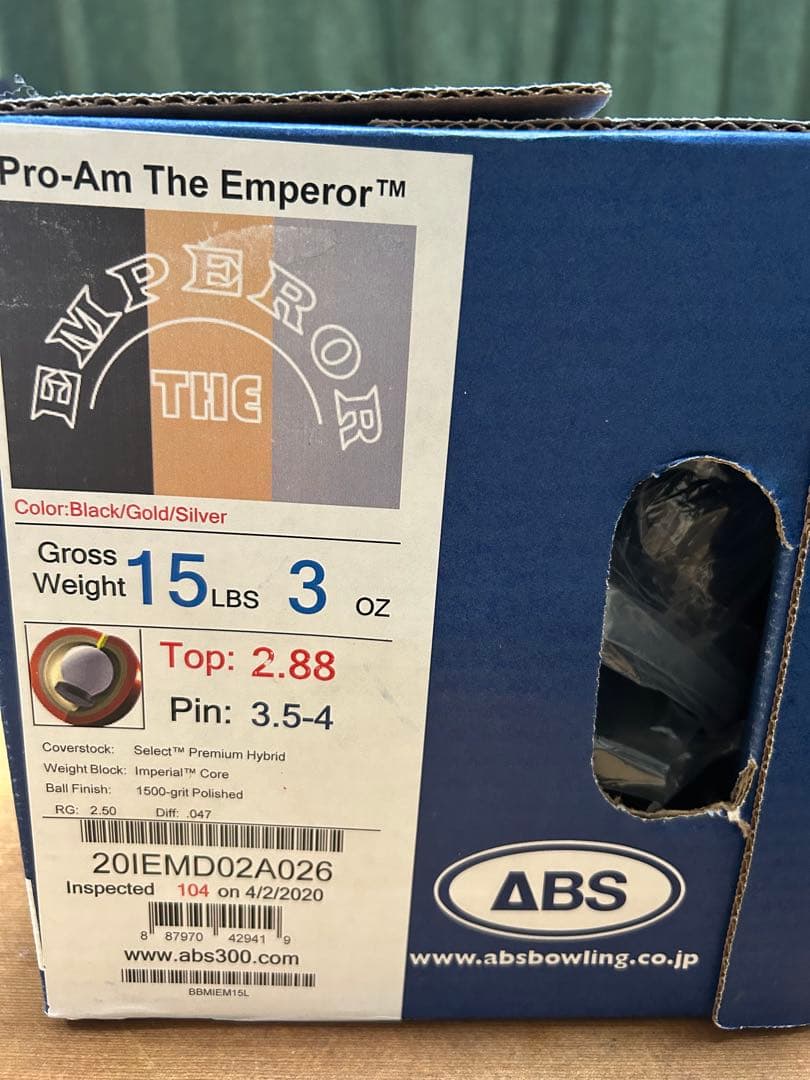 Pro-Am The Emperor™
EMPEROR
THE
Color:Black/Gold/Silver
Gross Weight 15 LBS 3 OZ
Top: 2.88
Pin: 3.5-4
Coverstock: Select™ Premium Hybrid
Weight Block: Imperial™ Core
Ball Finish: 1500-grit Polished
RG: 2.50 Diff: .047
20IEMD02A026
Inspected 104 on 4/2/2020
8 87970 42941 9
www.abs300.com
BBMIEM15L
ABS
www.absbowling.co.jp